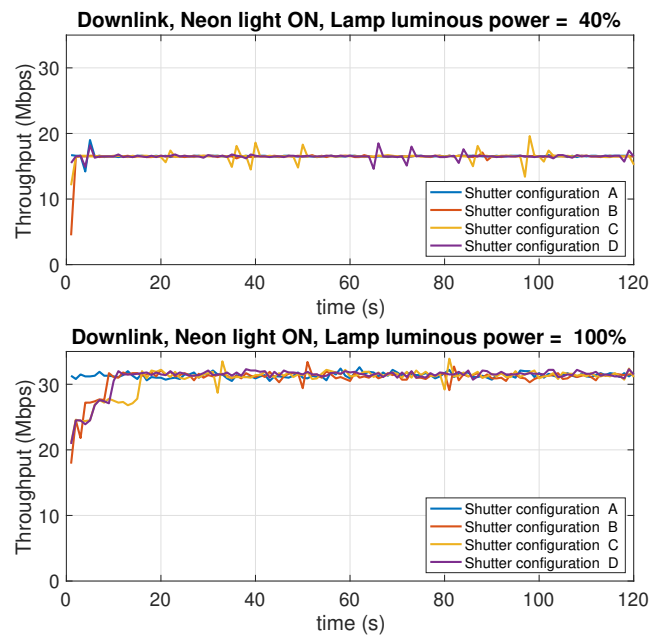 Downlink, Neon light ON, Lamp luminous power = 40%
Throughput (Mbps)
30
20
10
0
Shutter configuration A
Shutter configuration B
Shutter configuration C
Shutter configuration D
0 20 40 60 80 100 120
time (s)
Downlink, Neon light ON, Lamp luminous power = 100%
Throughput (Mbps)
30
20
10
0
Shutter configuration A
Shutter configuration B
Shutter configuration C
Shutter configuration D
0 20 40 60 80 100 120
time (s)